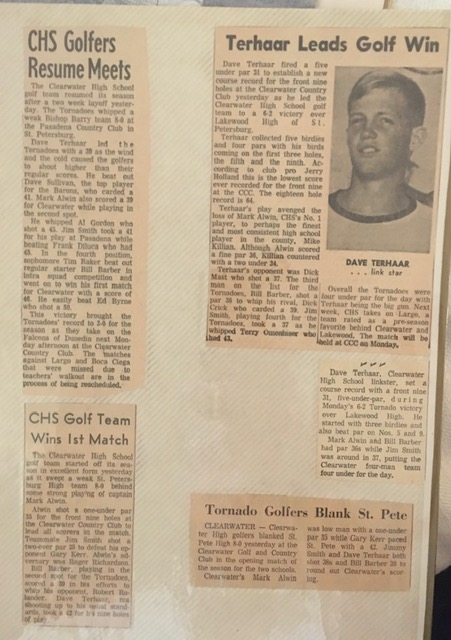 CHS Golfers
Resume Meets
The Clearwater High School
golf team resumed its season
after a two week layoff yester-
day. The Tornadoes whipped a
weak Bishop Barry team 8-0 at
the Pasadena Country Club in
St. Petersburg.
Dave Terhaar led the
Tornadoes with a 39 as the wind
and the cold caused the golfers
to shoot higher than their
regular scores. He beat out
Dave Sullivan, the top player
for the Barons, who carded a
41. Mark Alwin also scored a 39
for Clearwater while playing in
the second spot.
He whipped Al Gordon who
shot a 45. Jim Smith took a 41
for his play at Pasadena while
beating Frank Dilura who had
43. In the fourth position,
sophomore Tim Raker beat out
regular starter Bill Barber in
intra squad competition and
went on to win his first match
for Clearwater with a score of
46. He easily beat Ed Byrne
who shot a 50.
This victory brought the
Tornadoes' record to 5-0 for the
season as they take on the
Falcons of Dunedin next Mon-
day afternoon at the Clearwater
Country Club. The matches
against Largo and Boca Ciega
that were missed due to
teachers' walkout are in the
process of being rescheduled.
CHS Golf Team
Wins 1st Match
The Clearwater High School
golf team started off its sea-
son in excellent form yesterday
as it swept a weak St. Peters-
burg High team 8-0 behind
some strong playing of captain
Mark Alwin.
Alwin shot a one-under par
35 for the front nine holes at
the Clearwater Country Club to
lead all scorers in the match.
Teammate Jim Smith shot a
two-over par 38 to defeat his op-
ponent Gary Kerr. Alwin's ad-
versary was Roger Richardson.
Bill Barber, playing in the
second spot for the Tornadoes,
scored a 39 in his efforts to
whip his opponent, Robert
Dave Terhaar,
shooting up to his usual stand-
ards, took a 42 for his nine holes
of play.
Terhaar Leads Golf Win
Dave Terhaar fired a five
under par 31 to establish a new
course record for the front nine
holes at the Clearwater Country
Club yesterday as he led the
Clearwater High School golf
team to a 6-2 victory over
Lakewood High of St.
Petersburg.
Terhaar collected five birdies
and four pars with his birds
coming on the first three holes,
the fifth and the ninth. Ac-
cording to club pro Jerry
Holland this is the lowest score
ever recorded for the front nine
at the CCC. The eighteen hole
record is 64.
Terhaar's play avenged the
loss of Mark Alwin, CHS's No. 1
player, to perhaps the finest
and most consistent high school
player in the county, Mike
Killian. Although Alwin scored
a fine par 36, Killian countered
with a two under 34.
Terhaar's opponent was Dick
Mast who shot a 37. The third
man on the list for the
Tornadoes, Bill Barber, shot a
par 36 to whip his rival, Dick
Crick who carded a 39. Jim
Smith, playing fourth for the
Tornadoes, took a 37 as he
whipped Terry who
had 43.
DAVE TERHAAR
... link star
Overall the Tornadoes were
four under par for the day with
Terhaar being the big gun. Next
week, CHS takes on Largo, a
team rated as a pre-season
favorite behind Clearwater and
Lakewood. The match will be
held at CCC on Monday.
Dave Terhaar, Clearwater
High School linkster, set a
course record with a front nine
31, five-under-par, during
Monday's 6-2 Tornado victory
over Lakewood High. He
started with three birdies and
also beat par on Nos. 5 and 9.
Mark Alwin and Bill Barber
had par 36s while Jim Smith
was around in 37, putting the
Clearwater four-man team
four under for the day.
Tornado Golfers Blank St. Pete
CLEARWATER — Clearwa-
ter High golfers blanked St.
Pete High 8-0 yesterday at the
Clearwater Golf and Country
Club in the opening match of
the season for the two schools.
Clearwater's Mark Alwin
was low man with a one-under
par 35 while Gary Kerr paced
St. Pete with a 42. Jimmy
Smith and Dave Terhaar both
shot 38s and Bill Barber 39 to
round out Clearwater's scor-
ing.